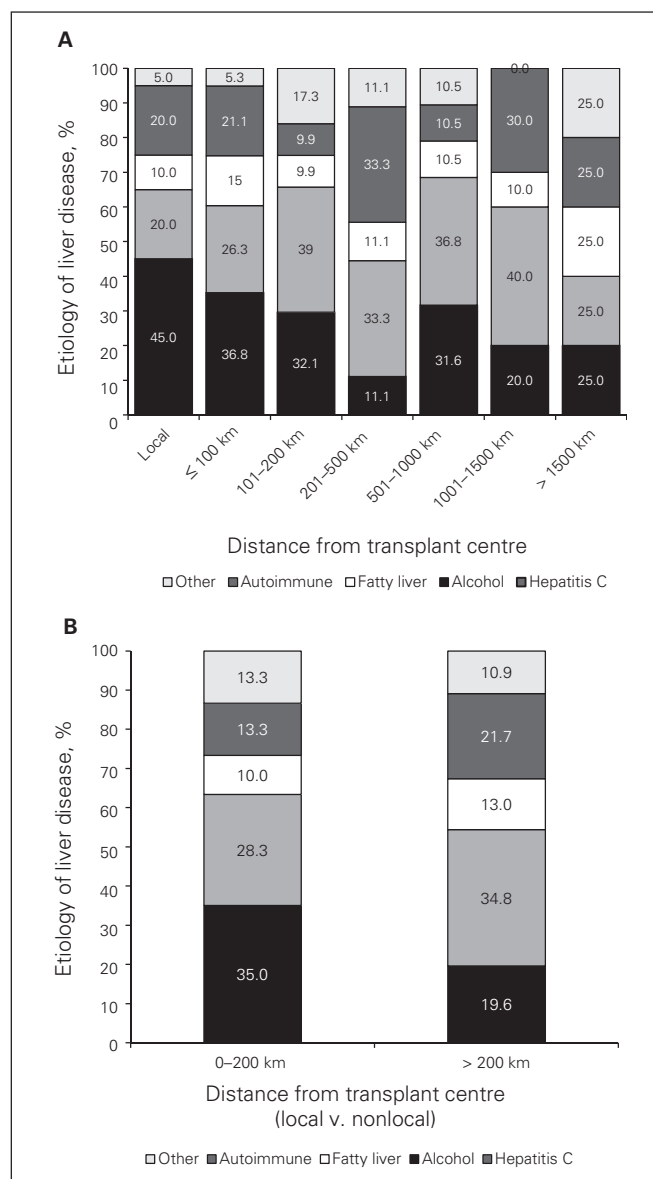 A
100
90
80
70
60
50
40
30
20
10
0
Etiology of liver disease, %
5.0 5.3 17.3 11.1 10.5 0.0 25.0
20.0 21.1 9.9 33.3 10.5 30.0 25.0
10.0 15 9.9 11.1 10.5 10.0 25.0
20.0 26.3 39 33.3 36.8 40.0 25.0
45.0 36.8 32.1 11.1 31.6 20.0 25.0
Local ≤ 100 km 101–200 km 201–500 km 501–1000 km 1001–1500 km > 1500 km
Distance from transplant centre
Other Autoimmune Fatty liver Alcohol Hepatitis C
B
100
90
80
70
60
50
40
30
20
10
0
Etiology of liver disease, %
13.3 10.9
13.3 21.7
10.0 13.0
28.3 34.8
35.0 19.6
0–200 km > 200 km
Distance from transplant centre
(local v. nonlocal)
Other Autoimmune Fatty liver Alcohol Hepatitis C